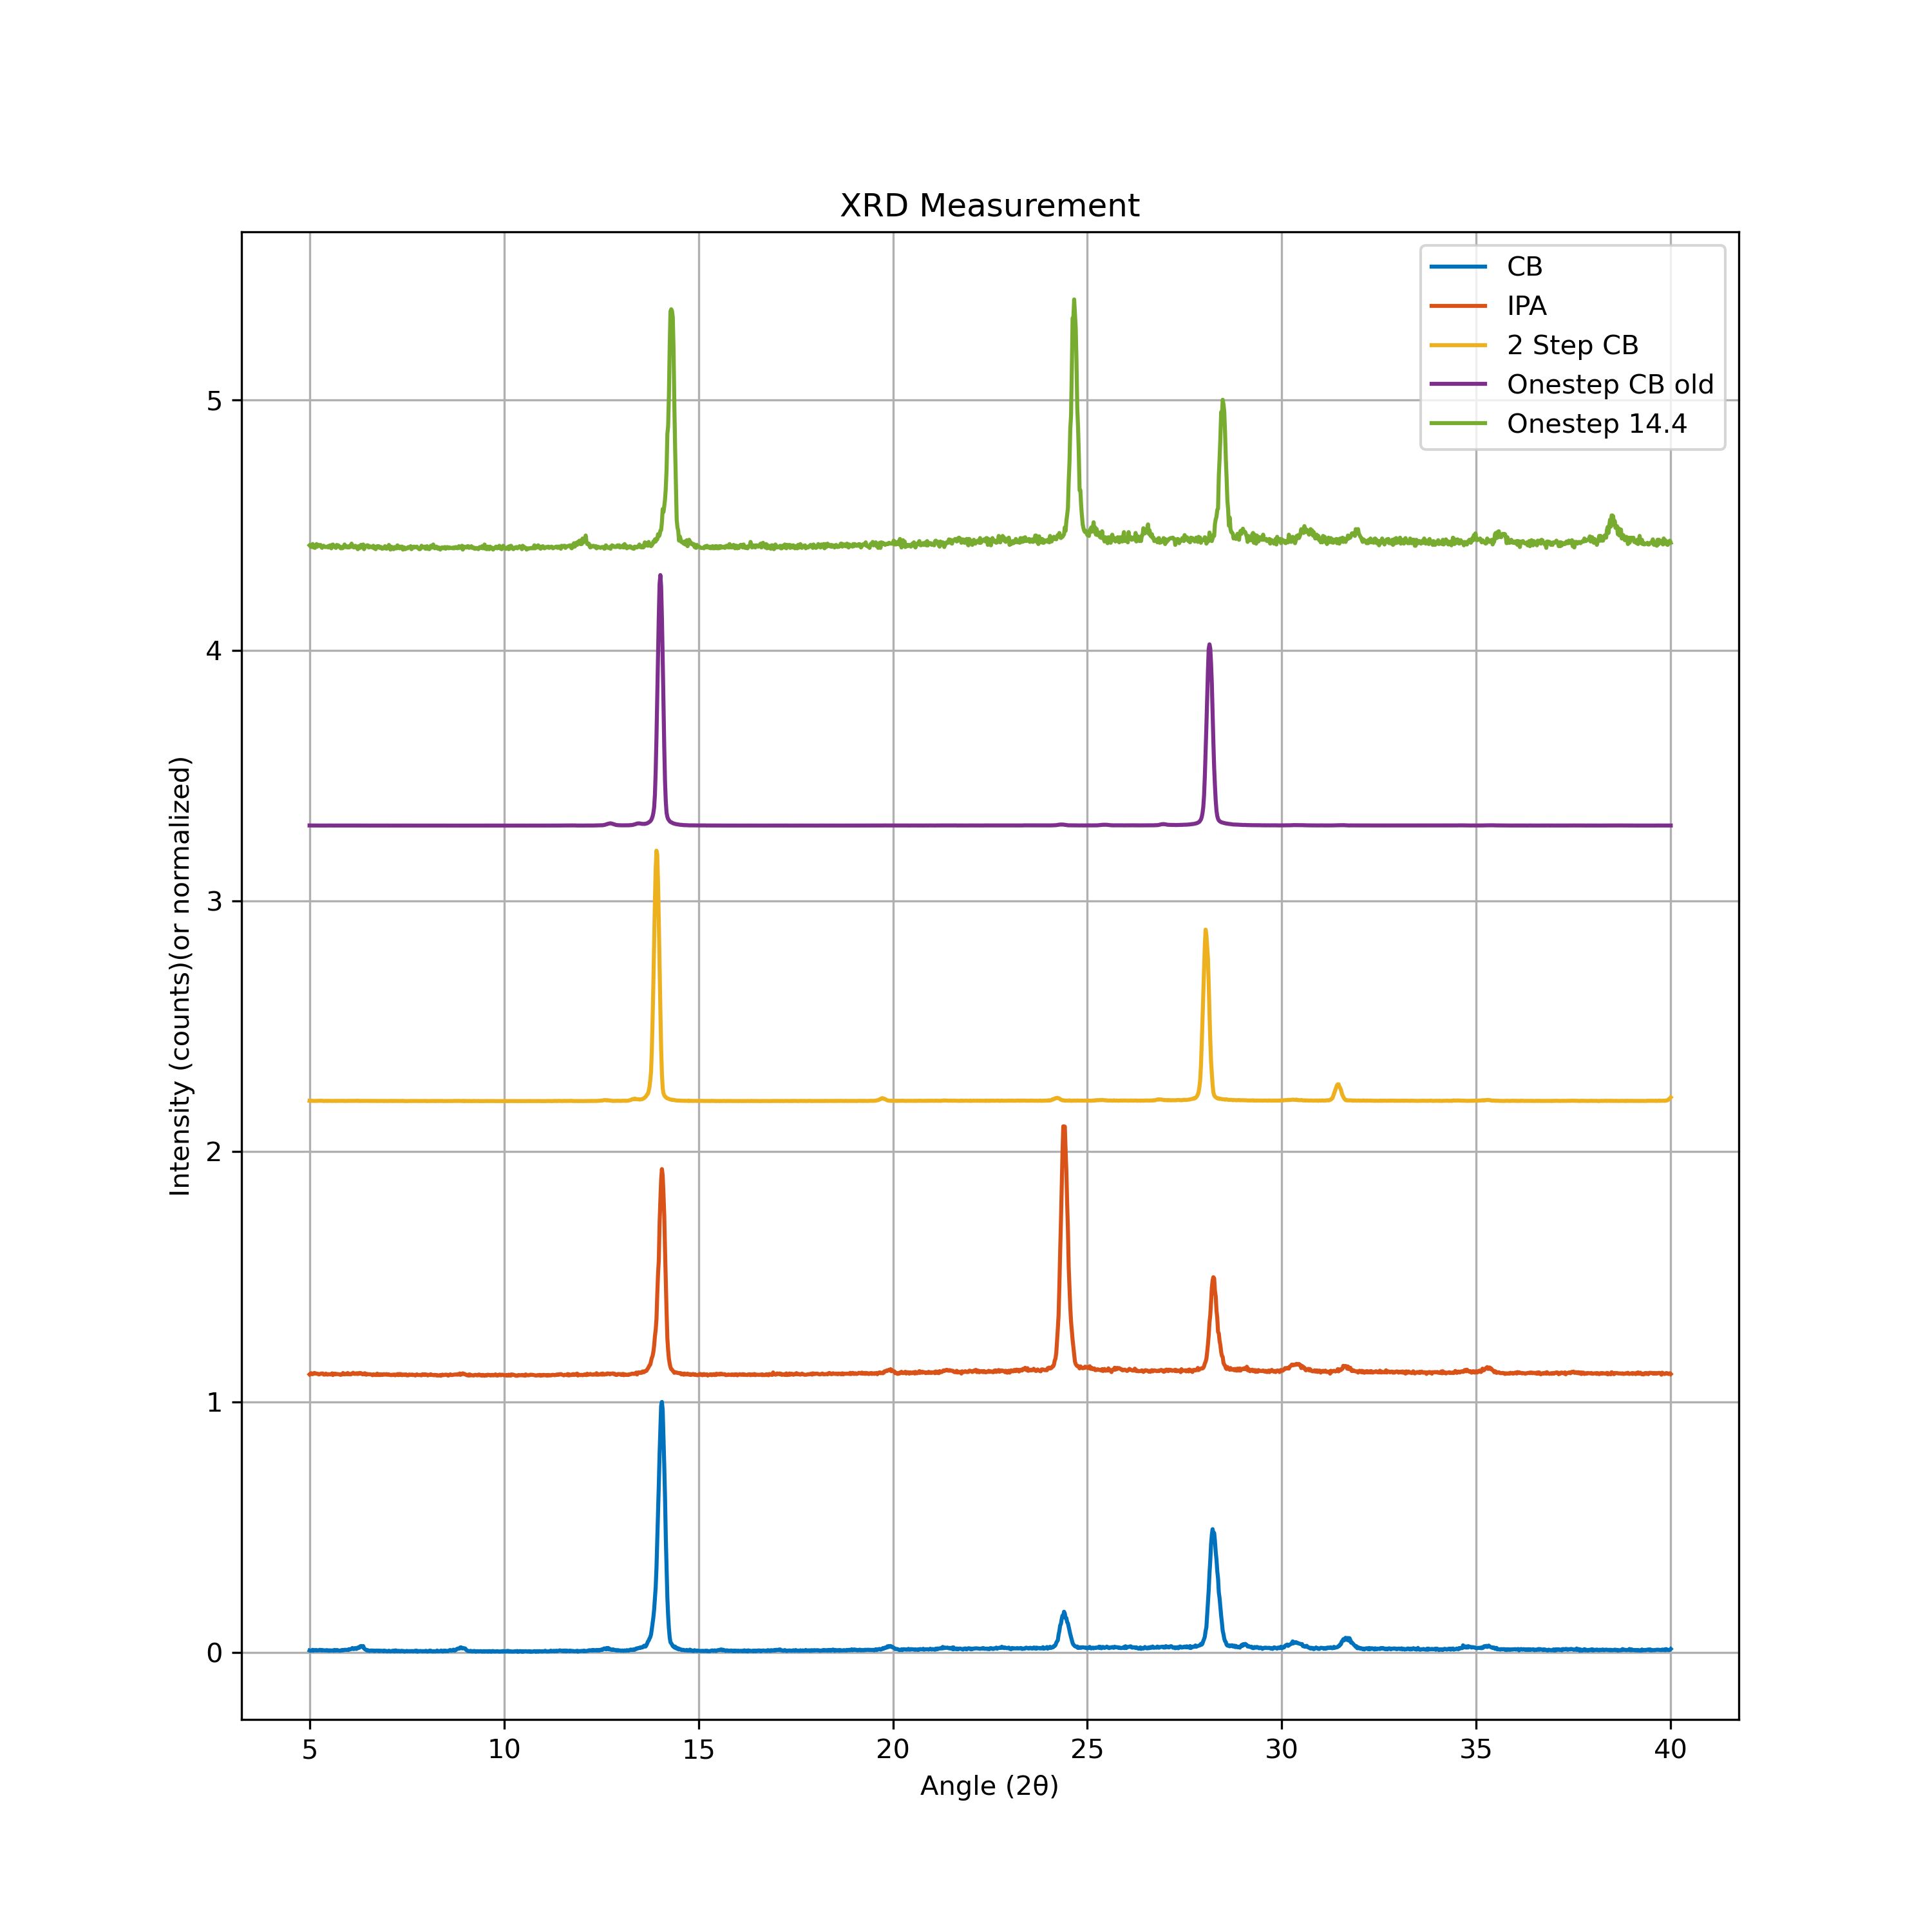 XRD Measurement
CB
IPA
2 Step CB
Onestep CB old
Onestep 14.4
5
4
3
2
1
0
Intensity (counts)(or normalized)
5 10 15 20 25 30 35 40
Angle (2θ)